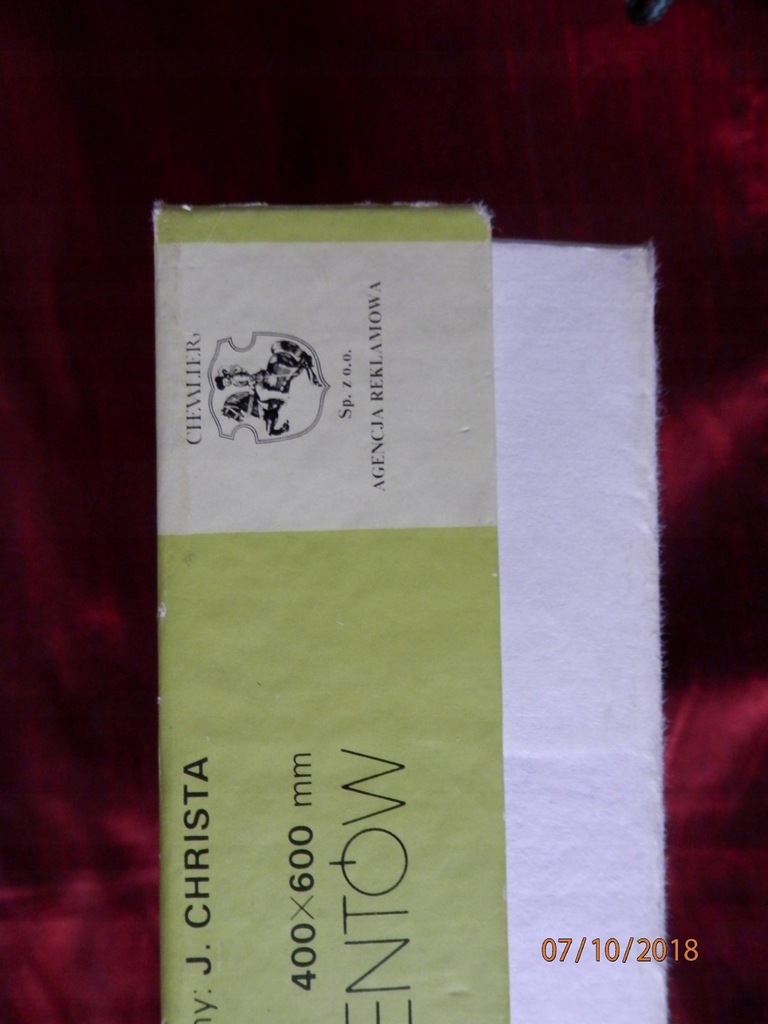 CHEVALIER
Sp. z o.o.
AGENCJA REKLAMOWA
ny: J. CHRISTA
400×600 mm
ENTÓW
07/10/2018